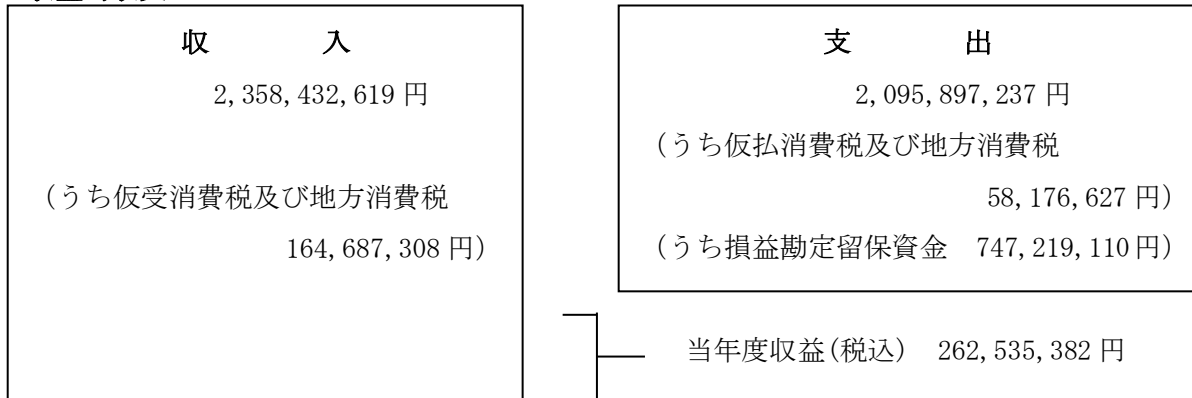 収 入
2,358,432,619 円
(うち仮受消費税及び地方消費税
164,687,308 円)
支 出
2,095,897,237 円
(うち仮払消費税及び地方消費税
58,176,627 円)
(うち損益勘定留保資金 747,219,110円)
当年度収益(税込) 262,535,382 円